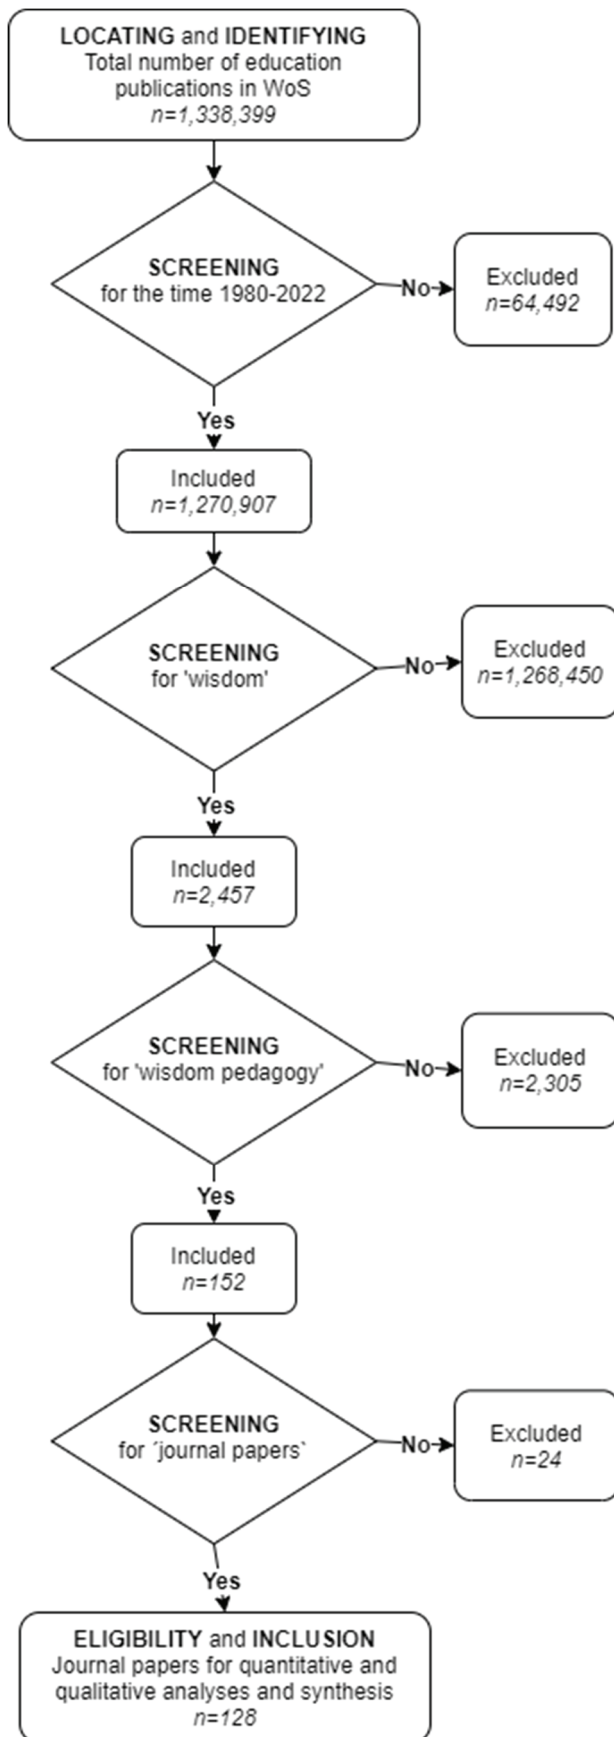 LOCATING and IDENTIFYING
Total number of education
publications in WoS
n=1,338,399
SCREENING
for the time 1980-2022
No
Excluded
n=64,492
Yes
Included
n=1,270,907
SCREENING
for 'wisdom'
No
Excluded
n=1,268,450
Yes
Included
n=2,457
SCREENING
for 'wisdom pedagogy'
No
Excluded
n=2,305
Yes
Included
n=152
SCREENING
for ´journal papers`
No
Excluded
n=24
Yes
ELIGIBILITY and INCLUSION
Journal papers for quantitative and
qualitative analyses and synthesis
n=128